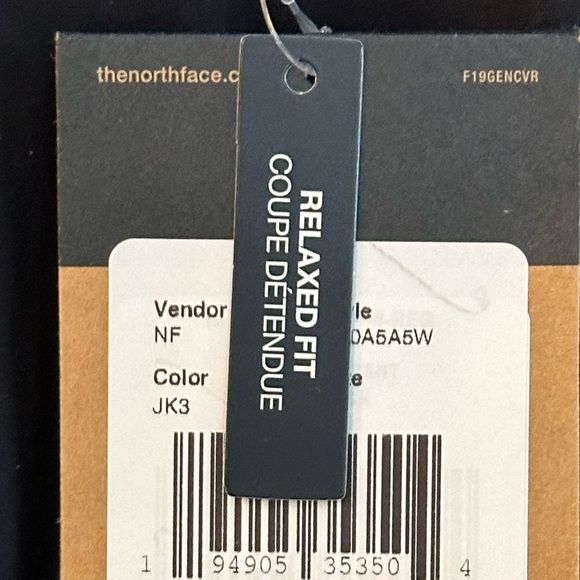 thenorthface.c
F19GENCVR
RELAXED FIT
COUPE DÉTENDUE
Vendor
NF
0A5A5W
Color
JK3
1 94905 35350 4